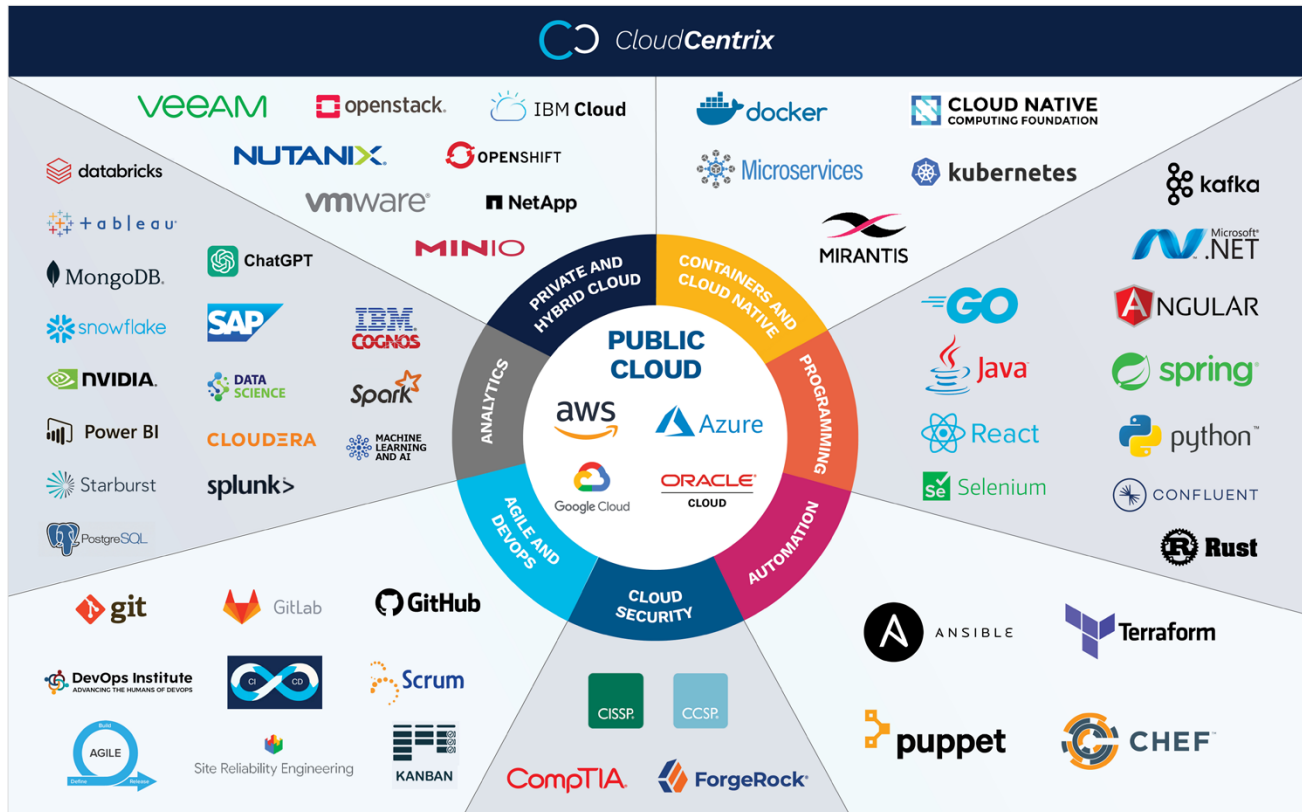 CloudCentrix
veeam
openstack.
IBM Cloud
NUTANIX.
OPENSHIFT
vmware®
NetApp
MINIO
docker
CLOUD NATIVE
COMPUTING FOUNDATION
Microservices
kubernetes
MIRANTIS
databricks
+ a b l e a u
MongoDB.
snowflake
NVIDIA.
Power BI
Starburst
PostgreSQL
ChatGPT
SAP
DATA
SCIENCE
CLOUDERA
splunk>
IBM
COGNOS
Spark
MACHINE
LEARNING
AND AI
kafka
Microsoft®
.NET
ANGULAR
spring
python™
CONFLUENT
Rust
GO
Java
React
Se Selenium
PRIVATE AND
HYBRID CLOUD
CONTAINERS AND
CLOUD NATIVE
PROGRAMMING
AUTOMATION
CLOUD
SECURITY
AGILE AND
DEVOPS
ANALYTICS
PUBLIC
CLOUD
aws
Azure
Google Cloud
ORACLE®
CLOUD
git
GitLab
GitHub
DevOps Institute
ADVANCING THE HUMANS OF DEVOPS
CI CD
Scrum
Build
AGILE
Define
Release
Site Reliability Engineering
KANBAN
CISSP.
CCSP.
CompTIA.
ForgeRock
A ANSIBLE
Terraform
puppet
CHEF™